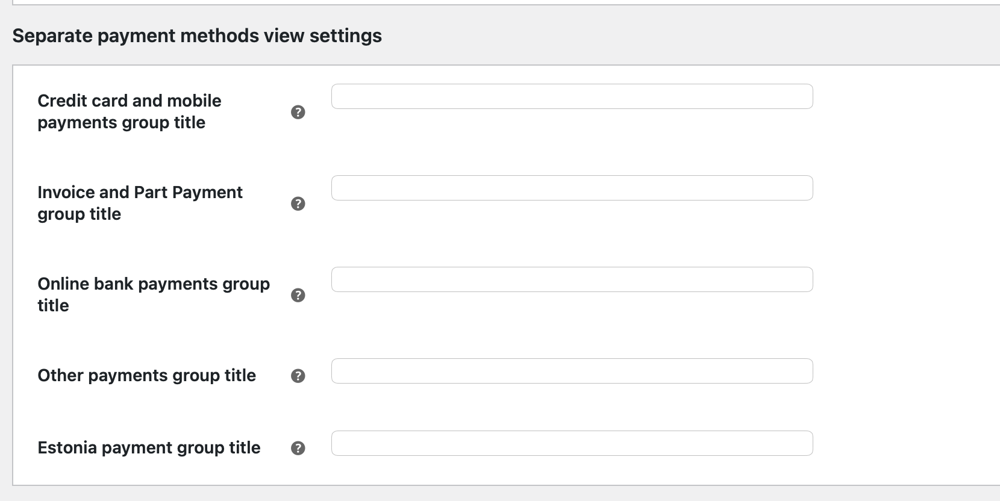 Separate payment methods view settings
Credit card and mobile
payments group title
?
Invoice and Part Payment
group title
?
Online bank payments group
title
?
Other payments group title ?
Estonia payment group title ?